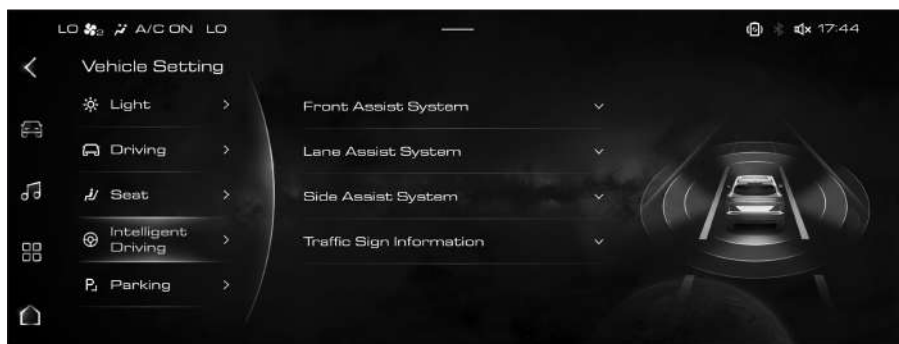 LO 2 A/C ON LO
17:44
Vehicle Setting
Light
Driving
Seat
Intelligent
Driving
Parking
Front Assist System
Lane Assist System
Side Assist System
Traffic Sign Information